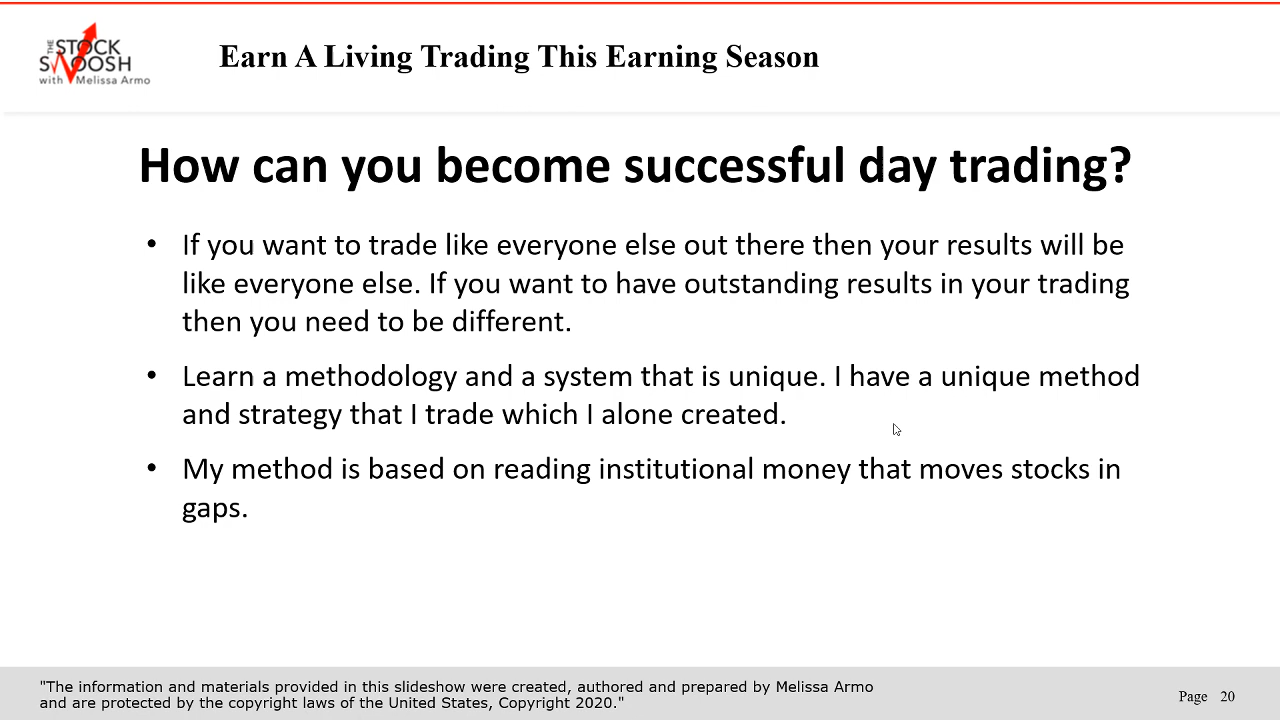 THE
STOCK
SWOOSH
with Melissa Armo
Earn A Living Trading This Earning Season
How can you become successful day trading?
• If you want to trade like everyone else out there then your results will be
like everyone else. If you want to have outstanding results in your trading
then you need to be different.
• Learn a methodology and a system that is unique. I have a unique method
and strategy that I trade which I alone created.
• My method is based on reading institutional money that moves stocks in
gaps.
"The information and materials provided in this slideshow were created, authored and prepared by Melissa Armo
and are protected by the copyright laws of the United States, Copyright 2020."
Page 20